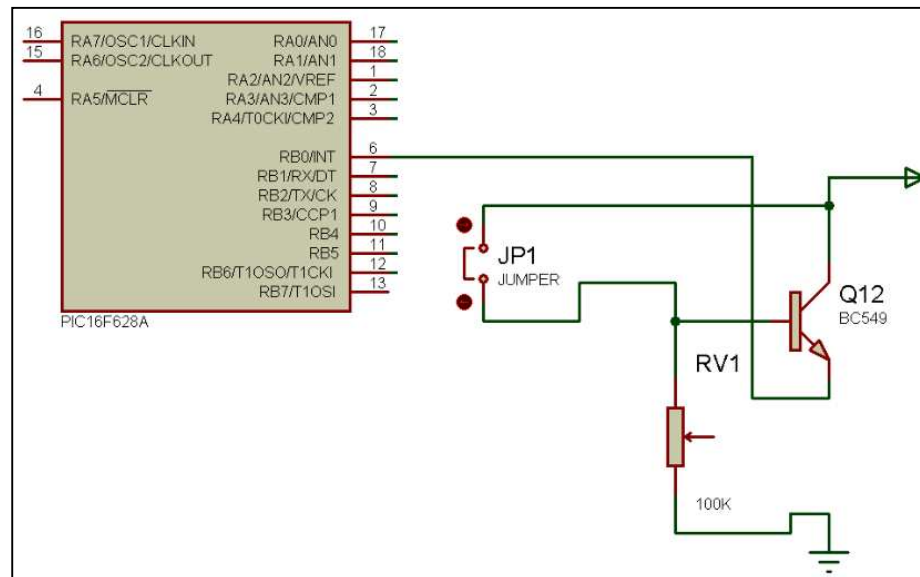 16 RA7/OSC1/CLKIN RA0/AN0 17
15 RA6/OSC2/CLKOUT RA1/AN1 18
RA2/AN2/VREF 1
4 RA5/MCLR RA3/AN3/CMP1 2
RA4/T0CKI/CMP2 3
RB0/INT 6
RB1/RX/DT 7
RB2/TX/CK 8
RB3/CCP1 9
RB4 10
RB5 11
RB6/T1OSO/T1CKI 12
RB7/T1OSI 13
PIC16F628A
JP1
JUMPER
Q12
BC549
RV1
100K